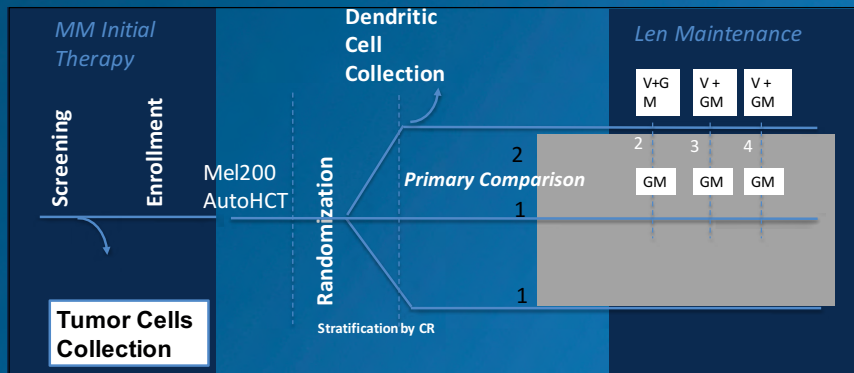 MM Initial
Therapy
Screening
Enrollment
Tumor Cells
Collection
Mel200
AutoHCT
Randomization
Stratification by CR
Dendritic
Cell
Collection
2
Primary Comparison
1
1
Len Maintenance
V+G
M
V +
GM
V +
GM
2
3
4
GM
GM
GM